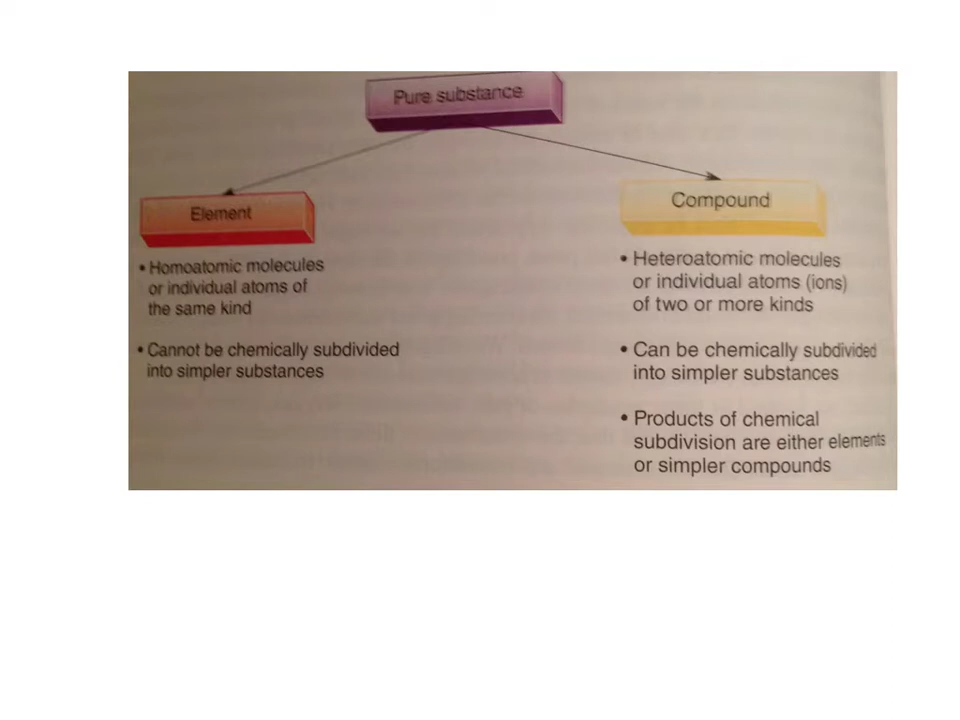 Pure substance
Element
• Homoatomic molecules
or individual atoms of
the same kind
• Cannot be chemically subdivided
into simpler substances
Compound
• Heteroatomic molecules
or individual atoms (ions)
of two or more kinds
• Can be chemically subdivided
into simpler substances
• Products of chemical
subdivision are either elements
or simpler compounds